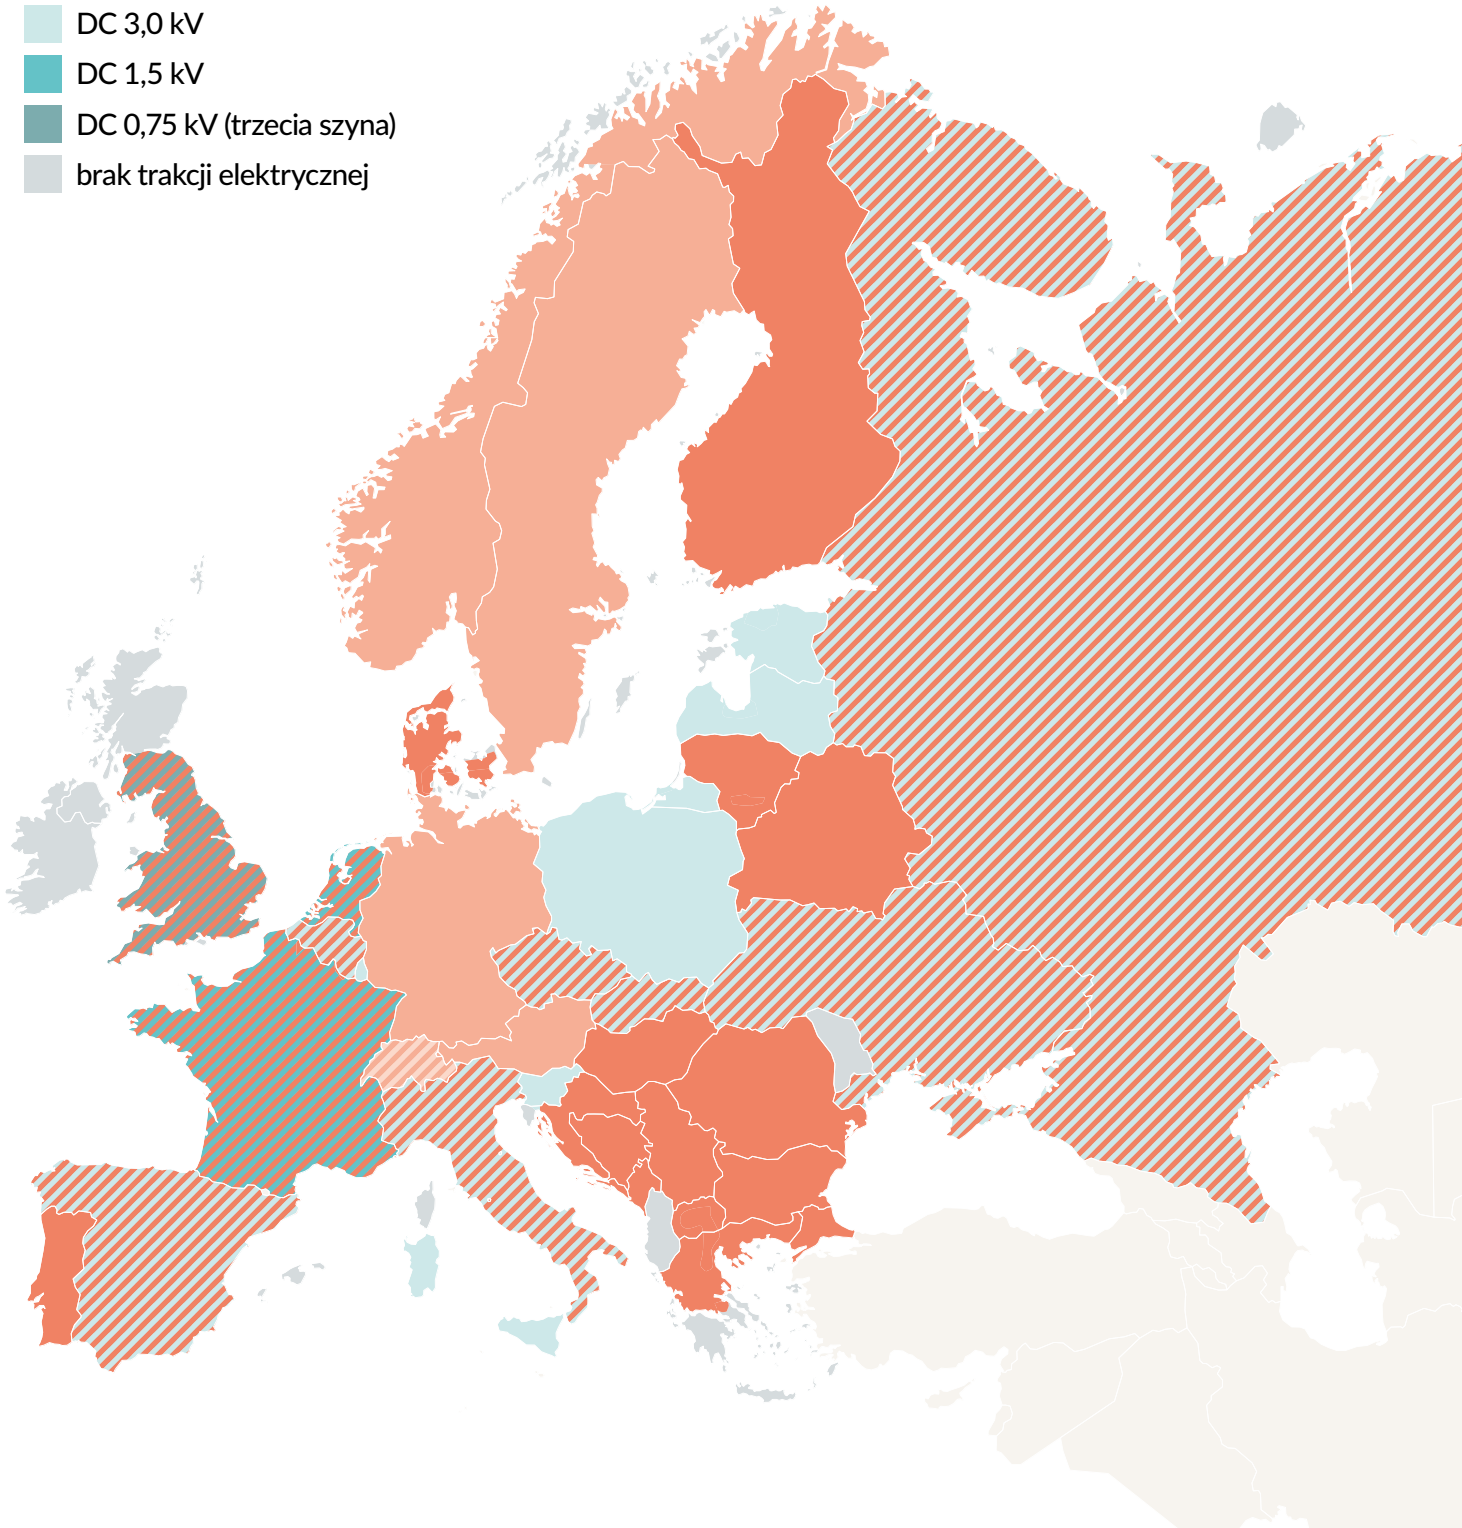 DC 3,0 kV
DC 1,5 kV
DC 0,75 kV (trzecia szyna)
brak trakcji elektrycznej